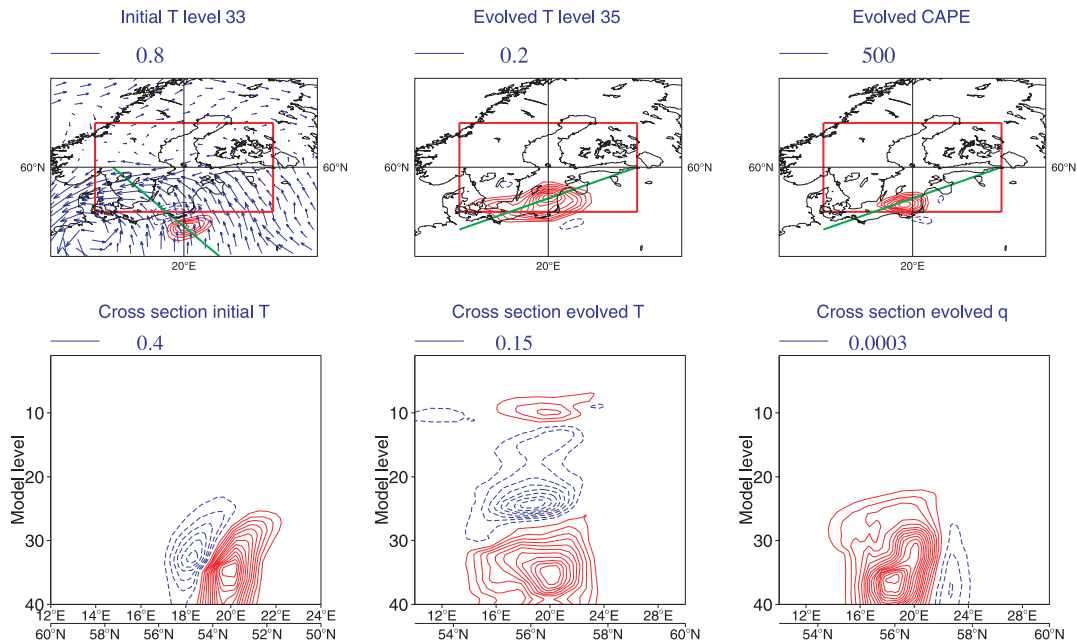 Initial T level 33 Evolved T level 35 Evolved CAPE
0.8 0.2 500
60°N 60°N 60°N 60°N
20°E 20°E 20°E
Cross section initial T Cross section evolved T Cross section evolved q
0.4 0.15 0.0003
Model level Model level Model level
10 10 10
20 20 20
30 30 30
40 40 40
12°E 16°E 18°E 20°E 22°E 24°E 12°E 16°E 20°E 24°E 28°E 12°E 16°E 20°E 24°E 28°E
60°N 58°N 56°N 54°N 52°N 50°N 54°N 56°N 58°N 60°N 54°N 56°N 58°N 60°N